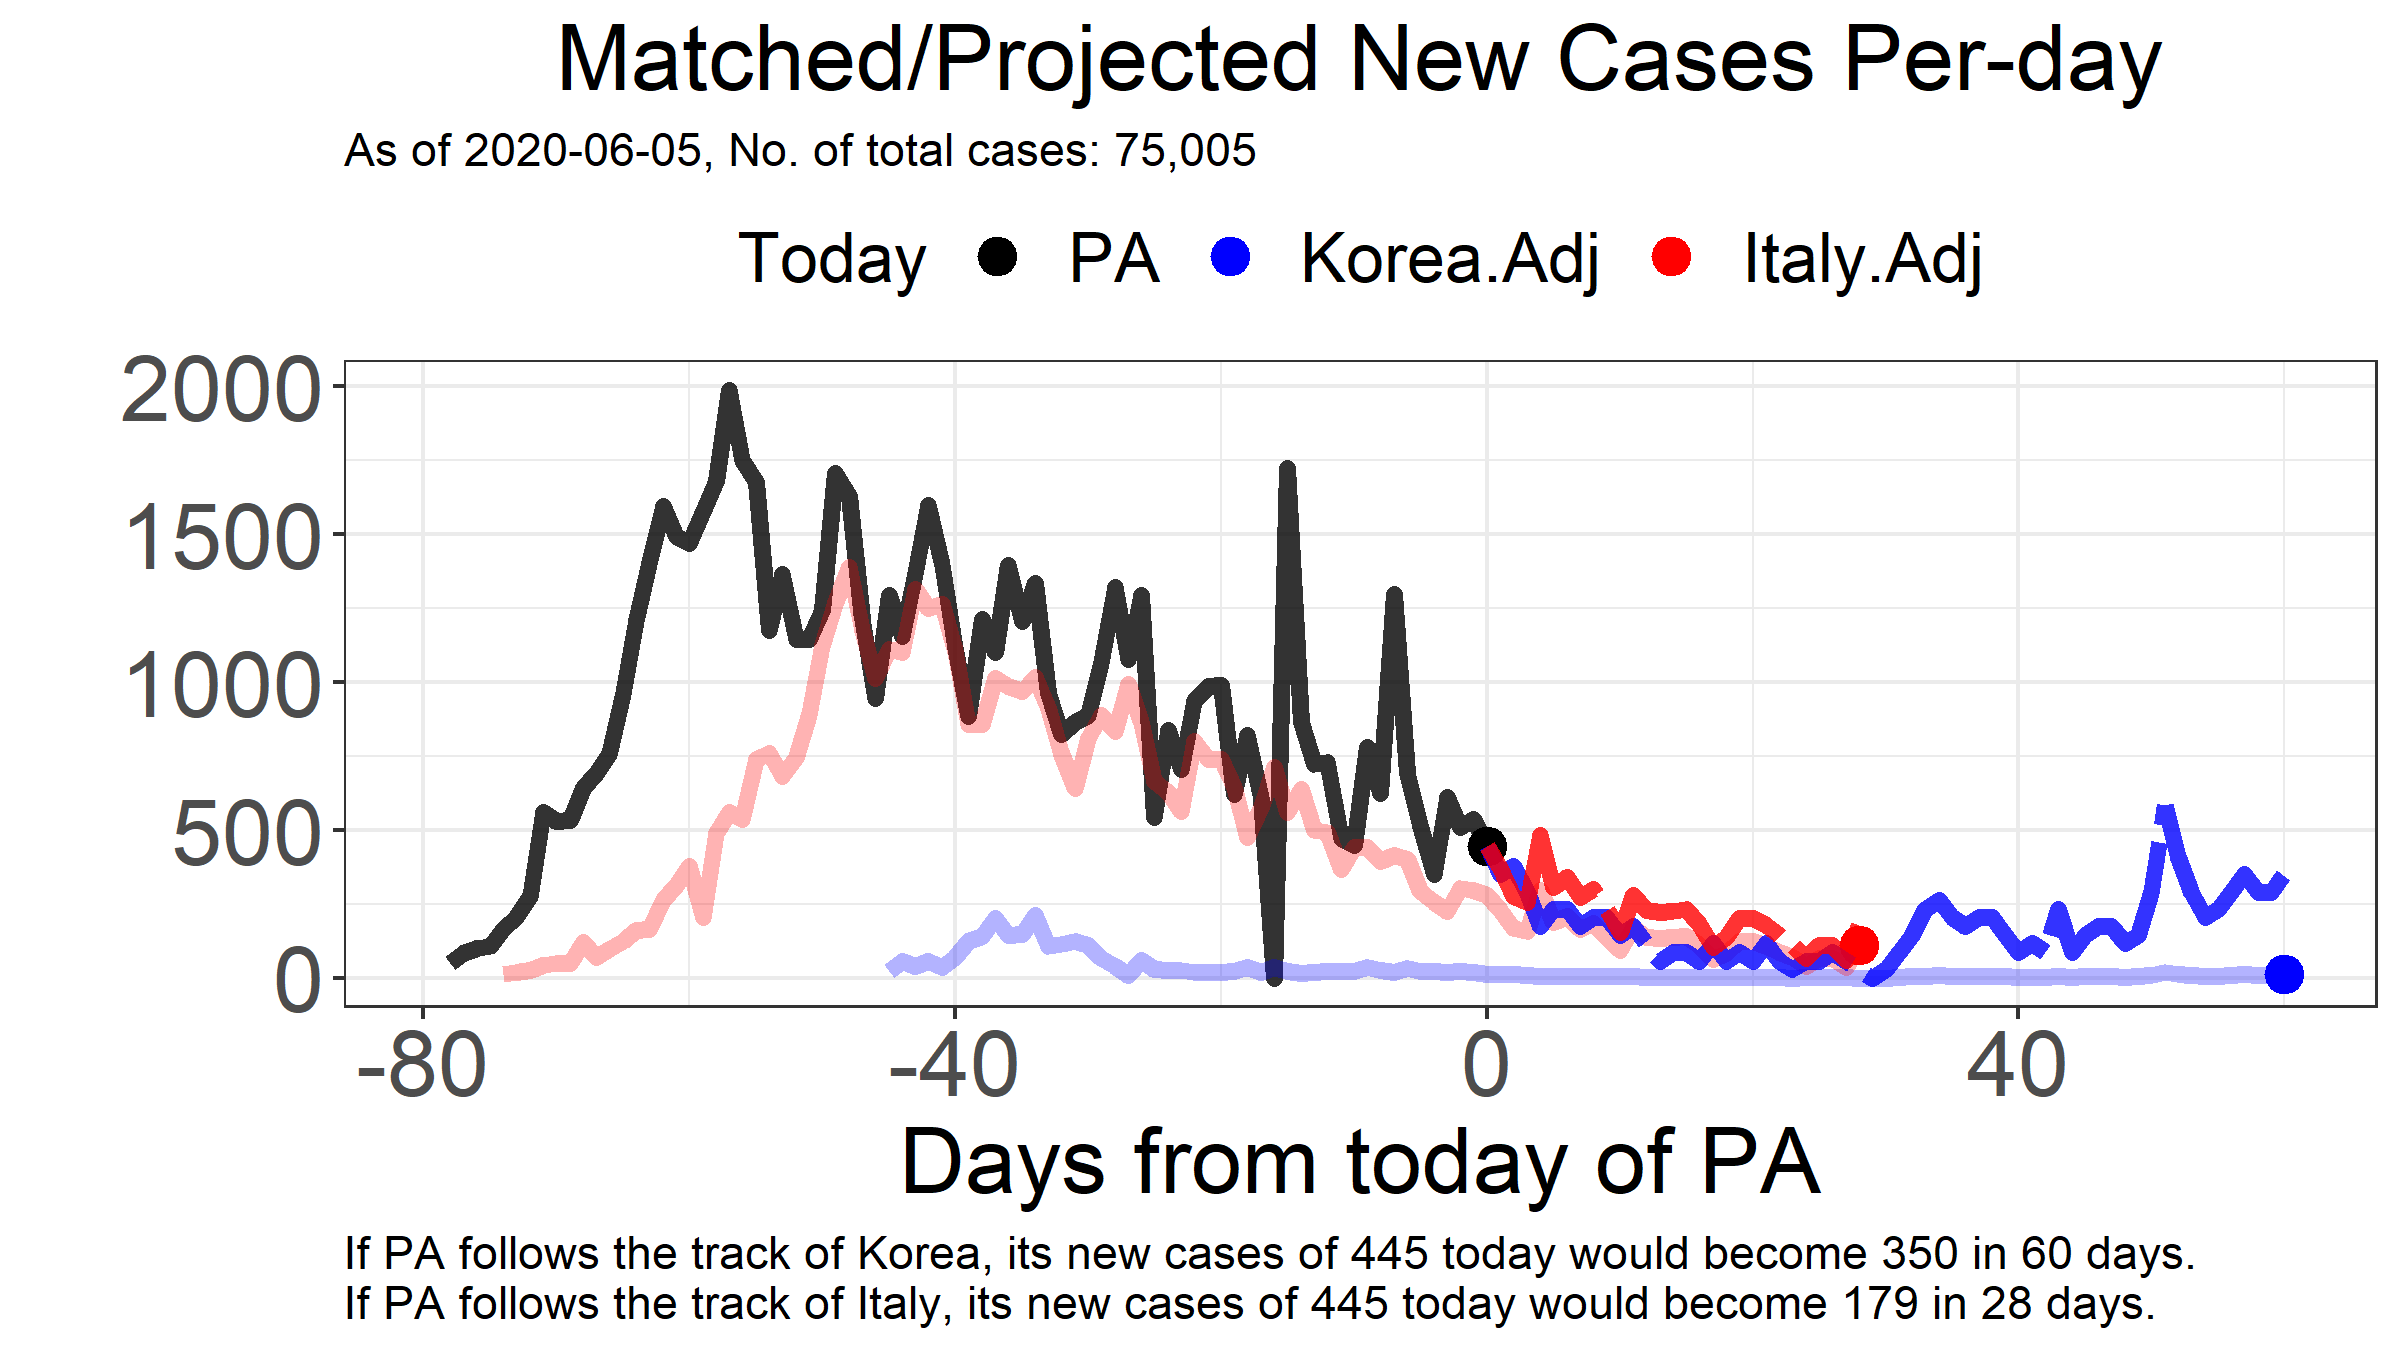 Matched/Projected New Cases Per-day
As of 2020-06-05, No. of total cases: 75,005
Today PA Korea.Adj Italy.Adj
2000
1500
1000
500
0
-80 -40 0 40
Days from today of PA
If PA follows the track of Korea, its new cases of 445 today would become 350 in 60 days.
If PA follows the track of Italy, its new cases of 445 today would become 179 in 28 days.